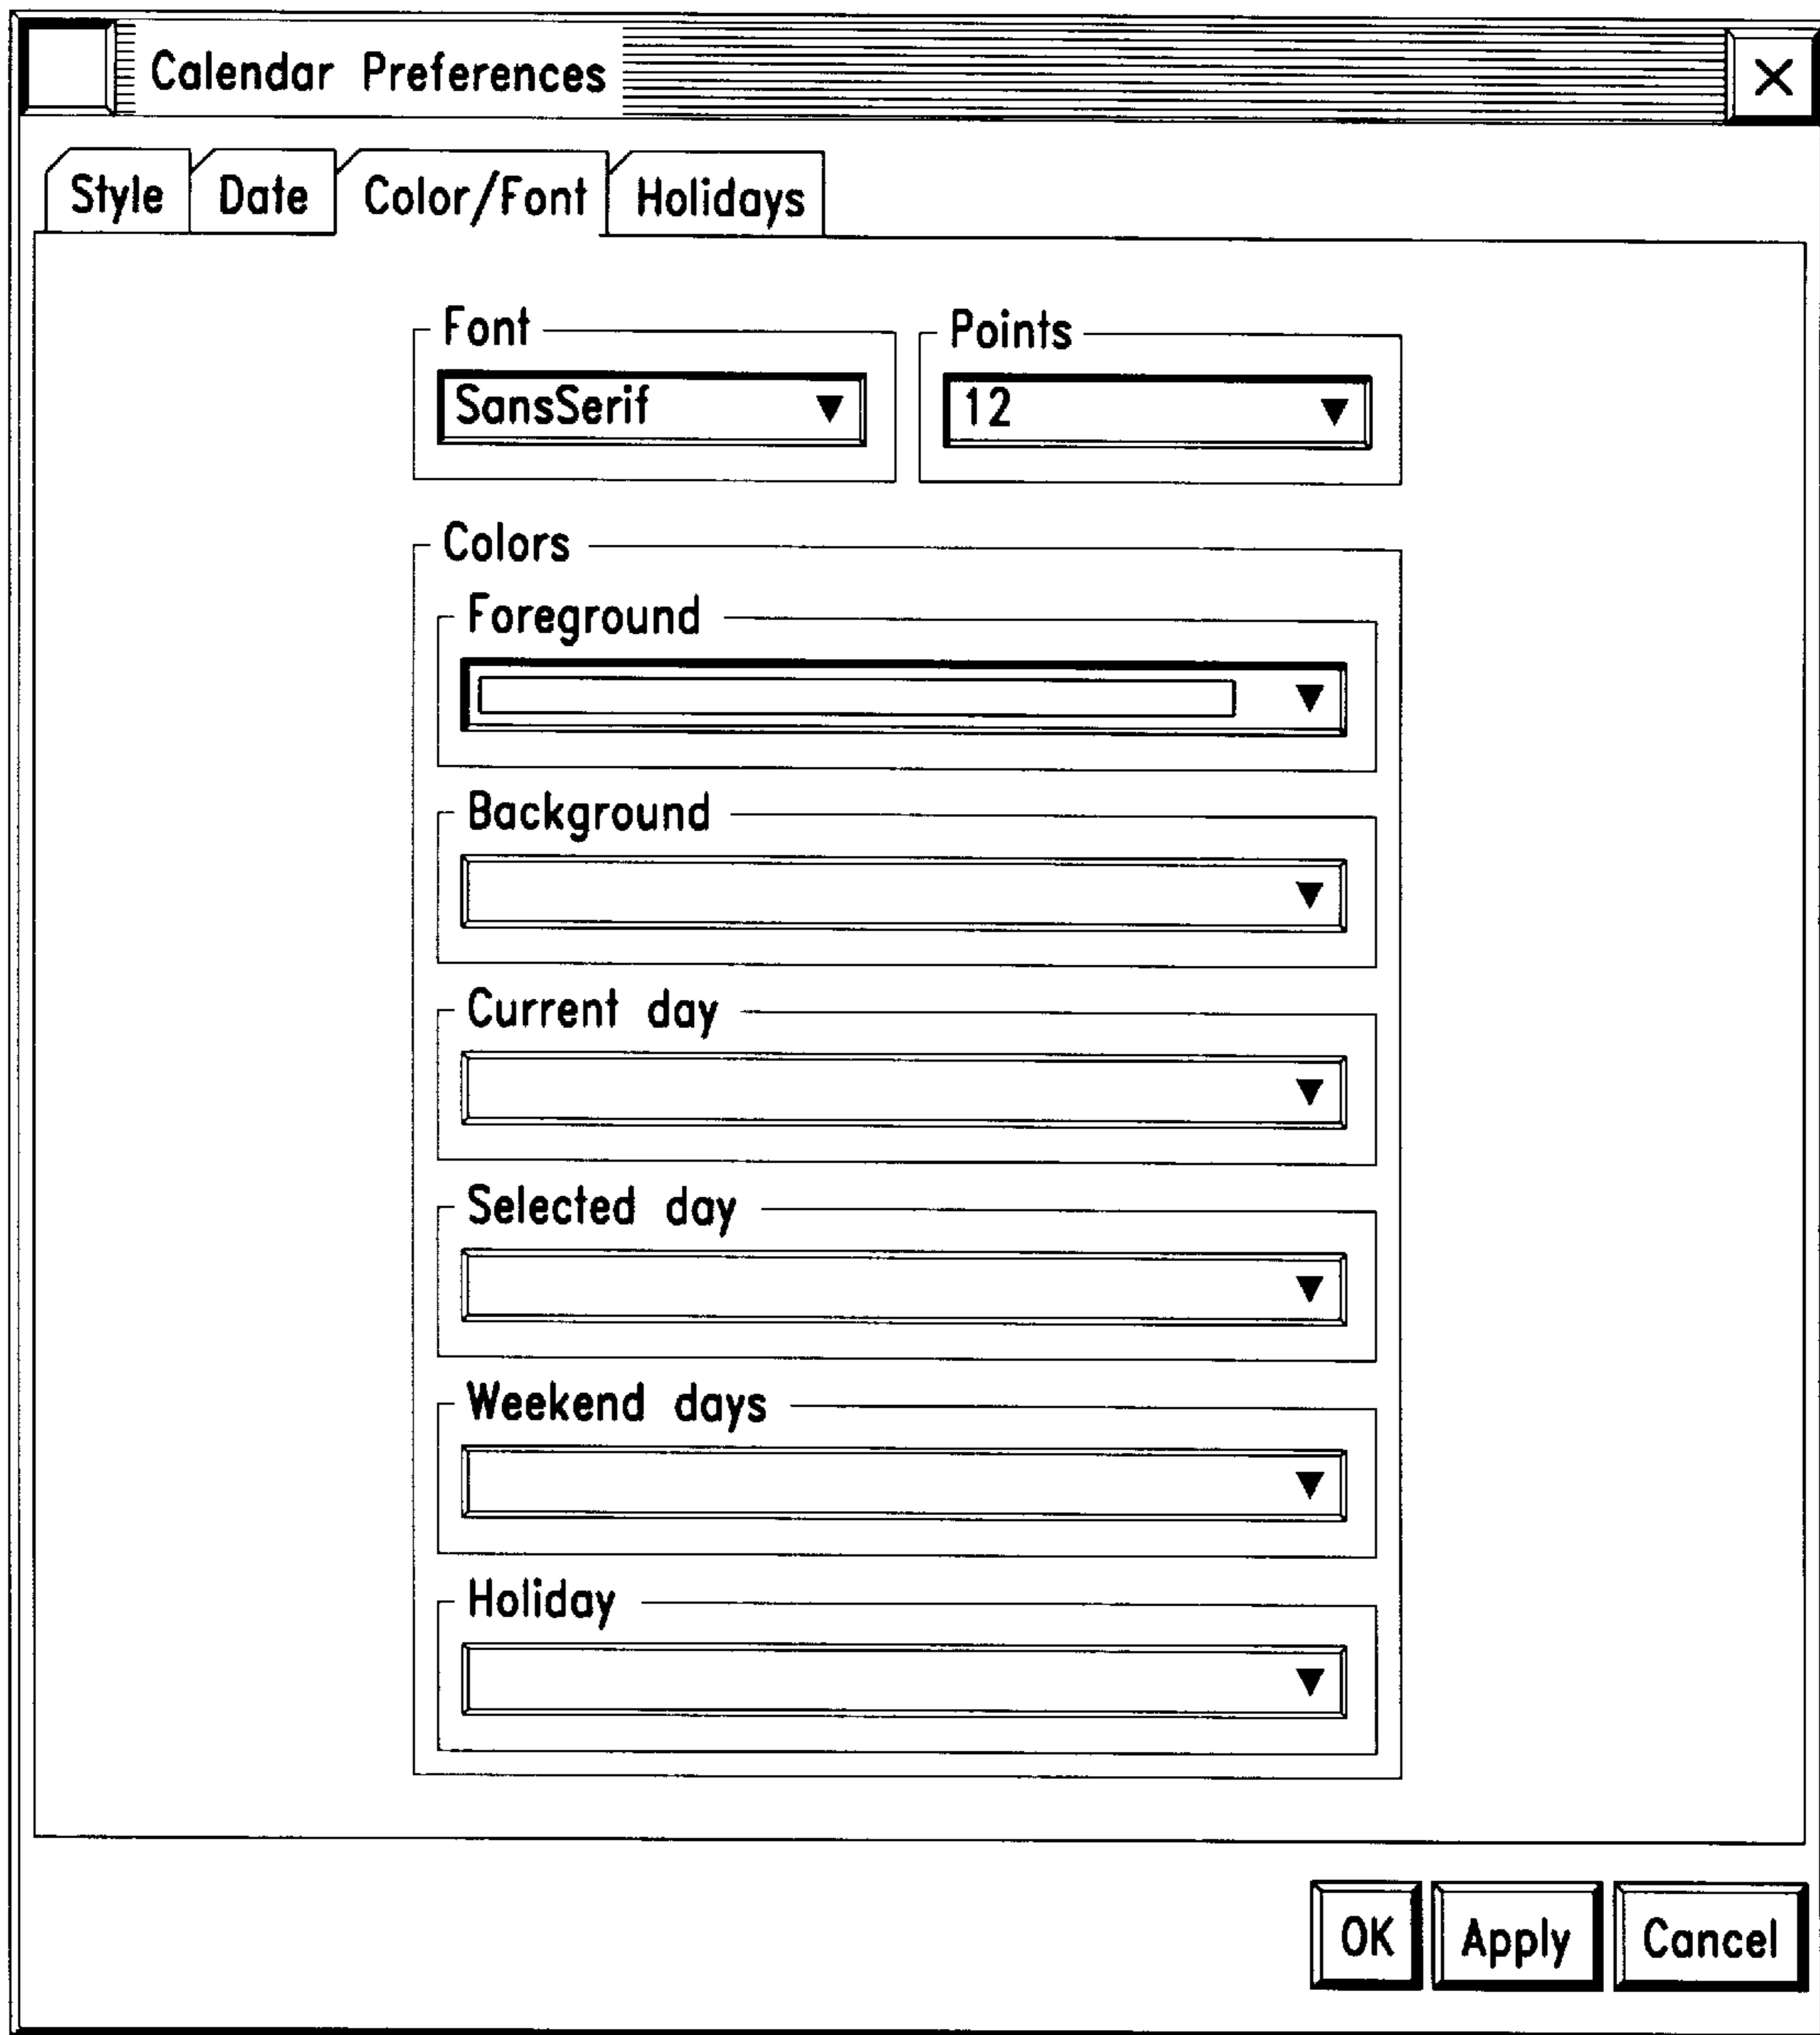 Calendar Preferences
Style Date Color/Font Holidays
Font Points
SansSerif 12
Colors
Foreground
Background
Current day
Selected day
Weekend days
Holiday
OK Apply Cancel